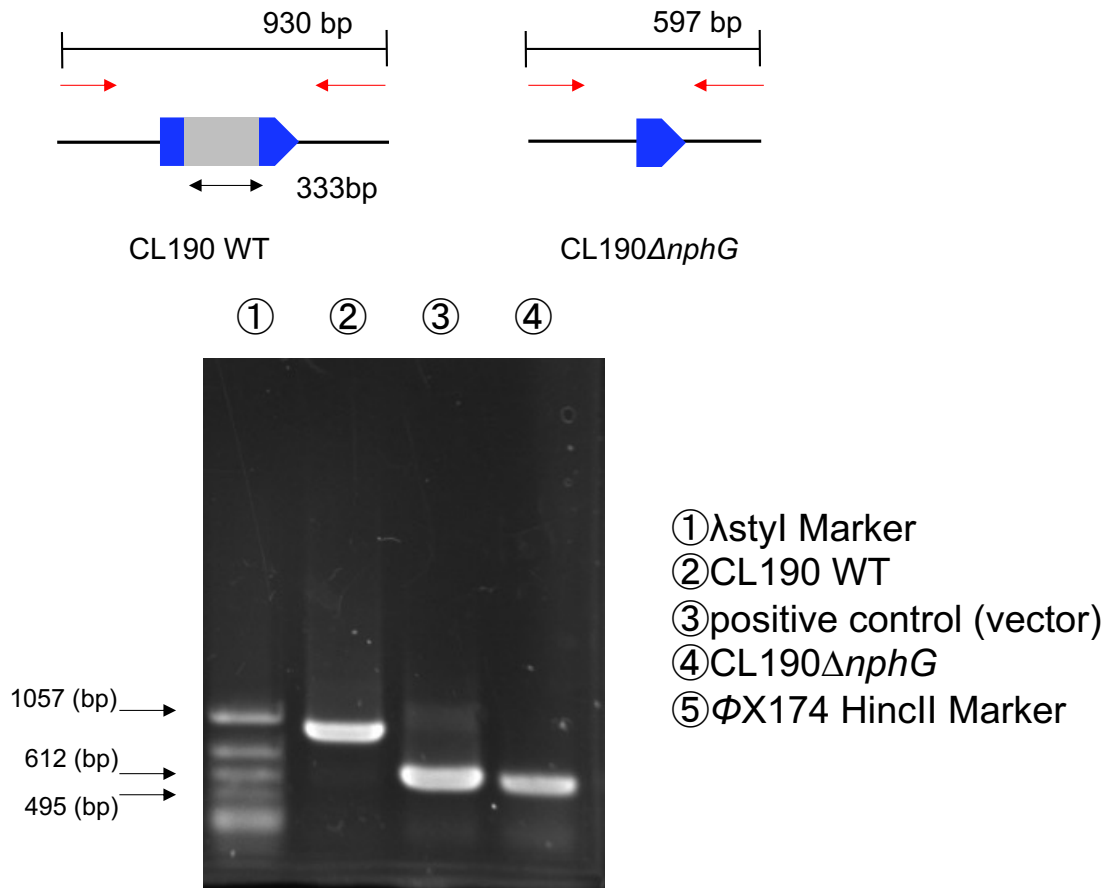 930 bp
597 bp
333bp
CL190 WT
CL190ΔnphG
① ② ③ ④
1057 (bp)
612 (bp)
495 (bp)
①λstyI Marker
②CL190 WT
③positive control (vector)
④CL190ΔnphG
⑤ΦX174 HincII Marker